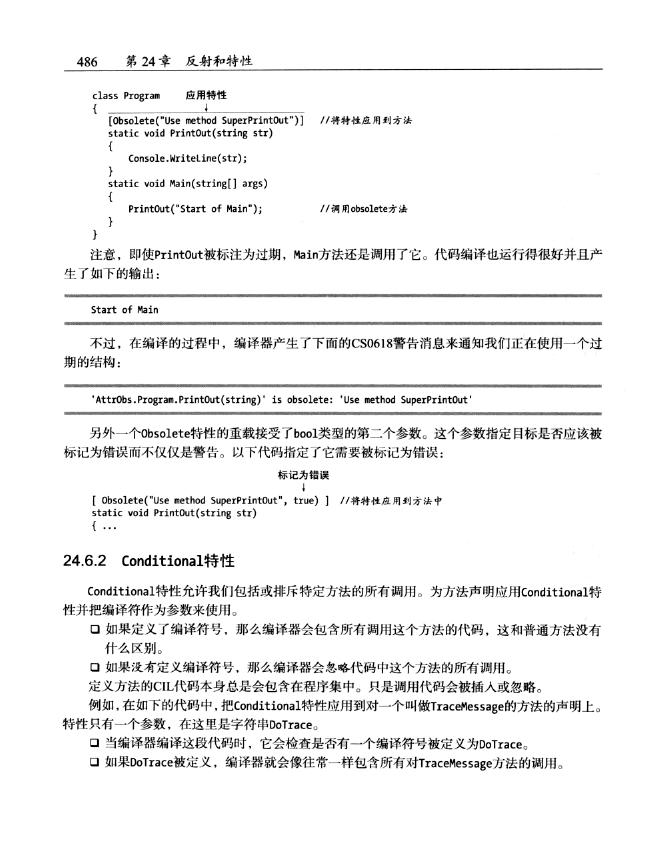 486 第24章 反射和特性
class Program 应用特性
{ ↓
[Obsolete("Use method SuperPrintOut")] //将特性应用到方法
static void PrintOut(string str)
{
Console.WriteLine(str);
}
static void Main(string[] args)
{
PrintOut("Start of Main"); //调用obsolete方法
}
}
注意，即使PrintOut被标注为过期，Main方法还是调用了它。代码编译也运行得很好并且产
生了如下的输出：
Start of Main
不过，在编译的过程中，编译器产生了下面的CS0618警告消息来通知我们正在使用一个过
期的结构：
'AttrObs.Program.PrintOut(string)' is obsolete: 'Use method SuperPrintOut'
另外一个Obsolete特性的重载接受了bool类型的第二个参数。这个参数指定目标是否应该被
标记为错误而不仅仅是警告。以下代码指定了它需要被标记为错误：
标记为错误
↓
[ Obsolete("Use method SuperPrintOut", true) ] //将特性应用到方法中
static void PrintOut(string str)
{ ...
24.6.2 Conditional特性
Conditional特性允许我们包括或排斥特定方法的所有调用。为方法声明应用Conditional特
性并把编译符作为参数来使用。
❑ 如果定义了编译符号，那么编译器会包含所有调用这个方法的代码，这和普通方法没有
什么区别。
❑ 如果没有定义编译符号，那么编译器会忽略代码中这个方法的所有调用。
定义方法的CIL代码本身总是会包含在程序集中。只是调用代码会被插入或忽略。
例如，在如下的代码中，把Conditional特性应用到对一个叫做TraceMessage的方法的声明上。
特性只有一个参数，在这里是字符串DoTrace。
❑ 当编译器编译这段代码时，它会检查是否有一个编译符号被定义为DoTrace。
❑ 如果DoTrace被定义，编译器就会像往常一样包含所有对TraceMessage方法的调用。